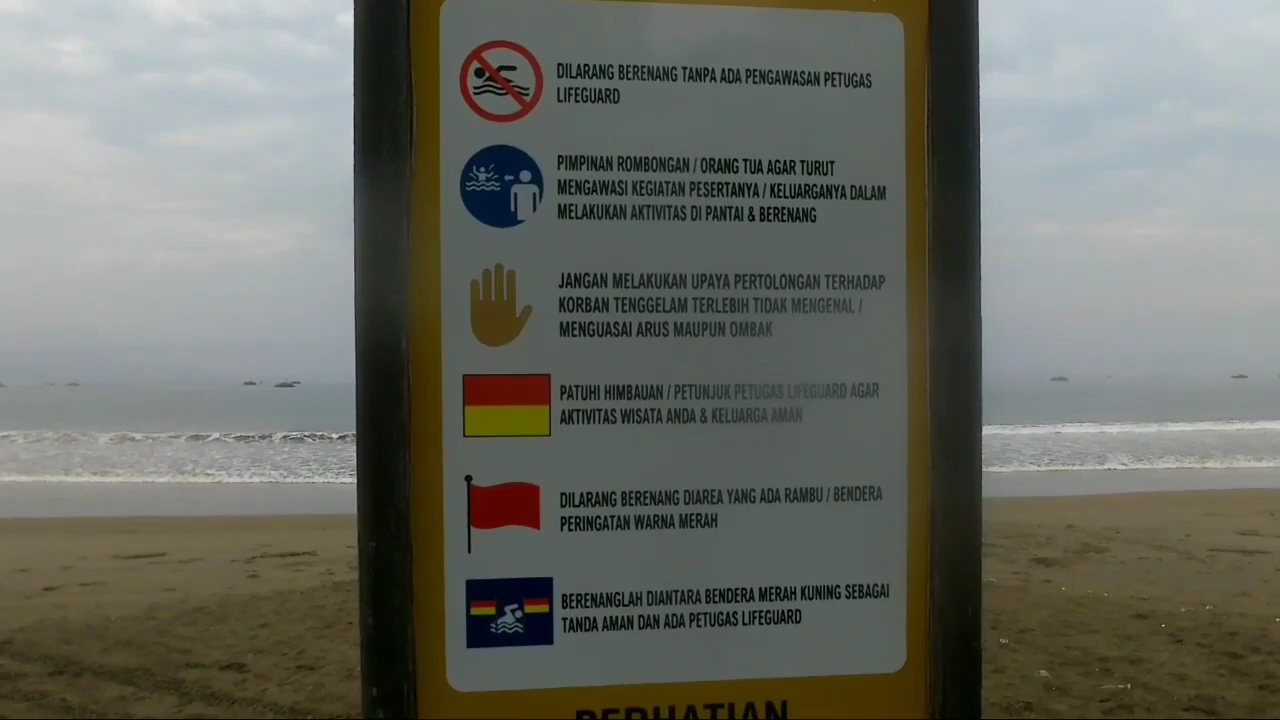 DILARANG BERENANG TANPA ADA PENGAWASAN PETUGAS
LIFEGUARD
PIMPINAN ROMBONGAN / ORANG TUA AGAR TURUT
MENGAWASI KEGIATAN PESERTANYA / KELUARGANYA DALAM
MELAKUKAN AKTIVITAS DI PANTAI & BERENANG
JANGAN MELAKUKAN UPAYA PERTOLONGAN TERHADAP
KORBAN TENGGELAM TERLEBIH TIDAK MENGENAL /
MENGUASAI ARUS MAUPUN OMBAK
PATUHI HIMBAUAN / PETUNJUK PETUGAS LIFEGUARD AGAR
AKTIVITAS WISATA ANDA & KELUARGA AMAN
DILARANG BERENANG DIAREA YANG ADA RAMBU / BENDERA
PERINGATAN WARNA MERAH
BERENANGLAH DIANTARA BENDERA MERAH KUNING SEBAGAI
TANDA AMAN DAN ADA PETUGAS LIFEGUARD
PERHATIAN